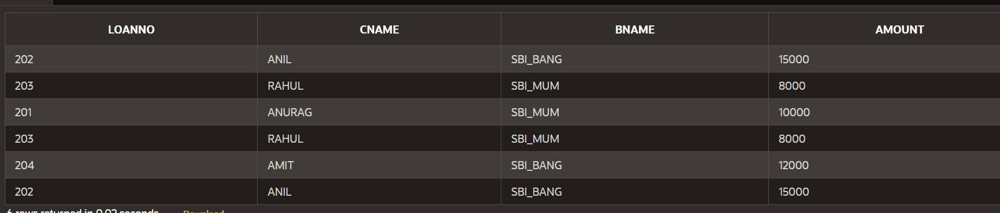 LOANNO CNAME BNAME AMOUNT
202 ANIL SBI_BANG 15000
203 RAHUL SBI_MUM 8000
201 ANURAG SBI_MUM 10000
203 RAHUL SBI_MUM 8000
204 AMIT SBI_BANG 12000
202 ANIL SBI_BANG 15000
6 rows returned in 0.02 seconds Download